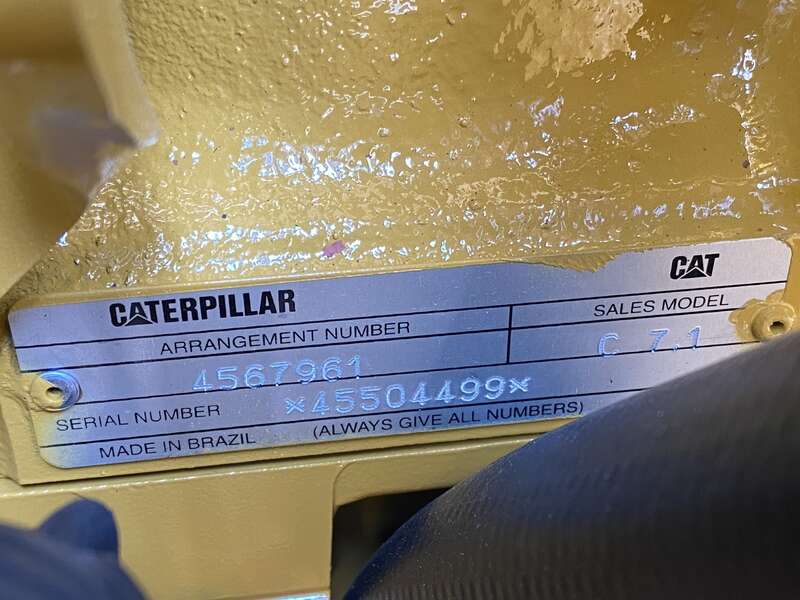 CATERPILLAR
CAT
ARRANGEMENT NUMBER
SALES MODEL
4567961
C 7.1
SERIAL NUMBER *45504499*
MADE IN BRAZIL (ALWAYS GIVE ALL NUMBERS)